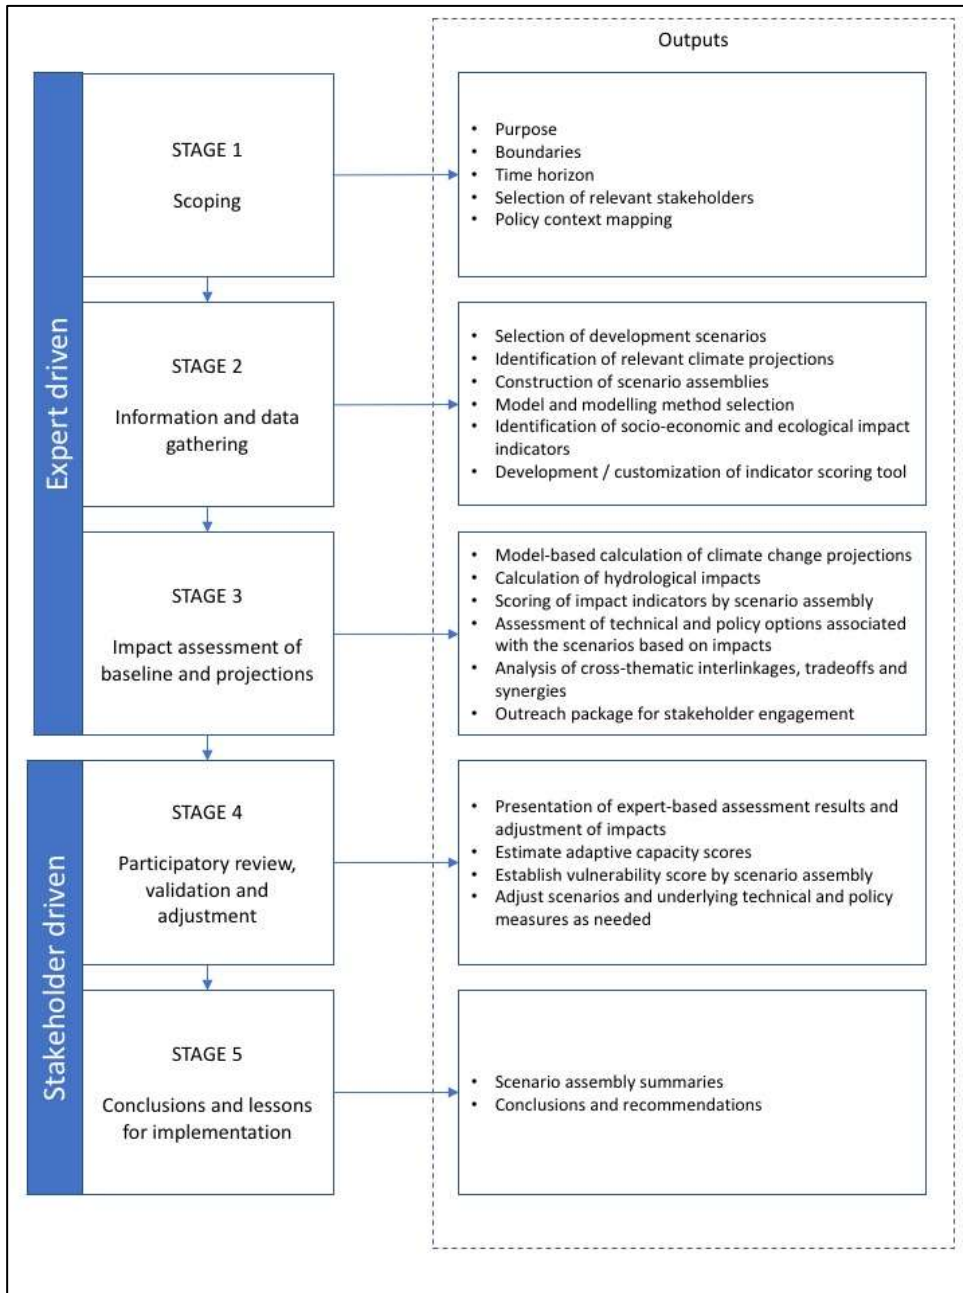 Outputs
Expert driven
STAGE 1
Scoping
• Purpose
• Boundaries
• Time horizon
• Selection of relevant stakeholders
• Policy context mapping
STAGE 2
Information and data
gathering
• Selection of development scenarios
• Identification of relevant climate projections
• Construction of scenario assemblies
• Model and modelling method selection
• Identification of socio-economic and ecological impact
indicators
• Development / customization of indicator scoring tool
STAGE 3
Impact assessment of
baseline and projections
• Model-based calculation of climate change projections
• Calculation of hydrological impacts
• Scoring of impact indicators by scenario assembly
• Assessment of technical and policy options associated
with the scenarios based on impacts
• Analysis of cross-thematic interlinkages, tradeoffs and
synergies
• Outreach package for stakeholder engagement
Stakeholder driven
STAGE 4
Participatory review,
validation and
adjustment
• Presentation of expert-based assessment results and
adjustment of impacts
• Estimate adaptive capacity scores
• Establish vulnerability score by scenario assembly
• Adjust scenarios and underlying technical and policy
measures as needed
STAGE 5
Conclusions and lessons
for implementation
• Scenario assembly summaries
• Conclusions and recommendations